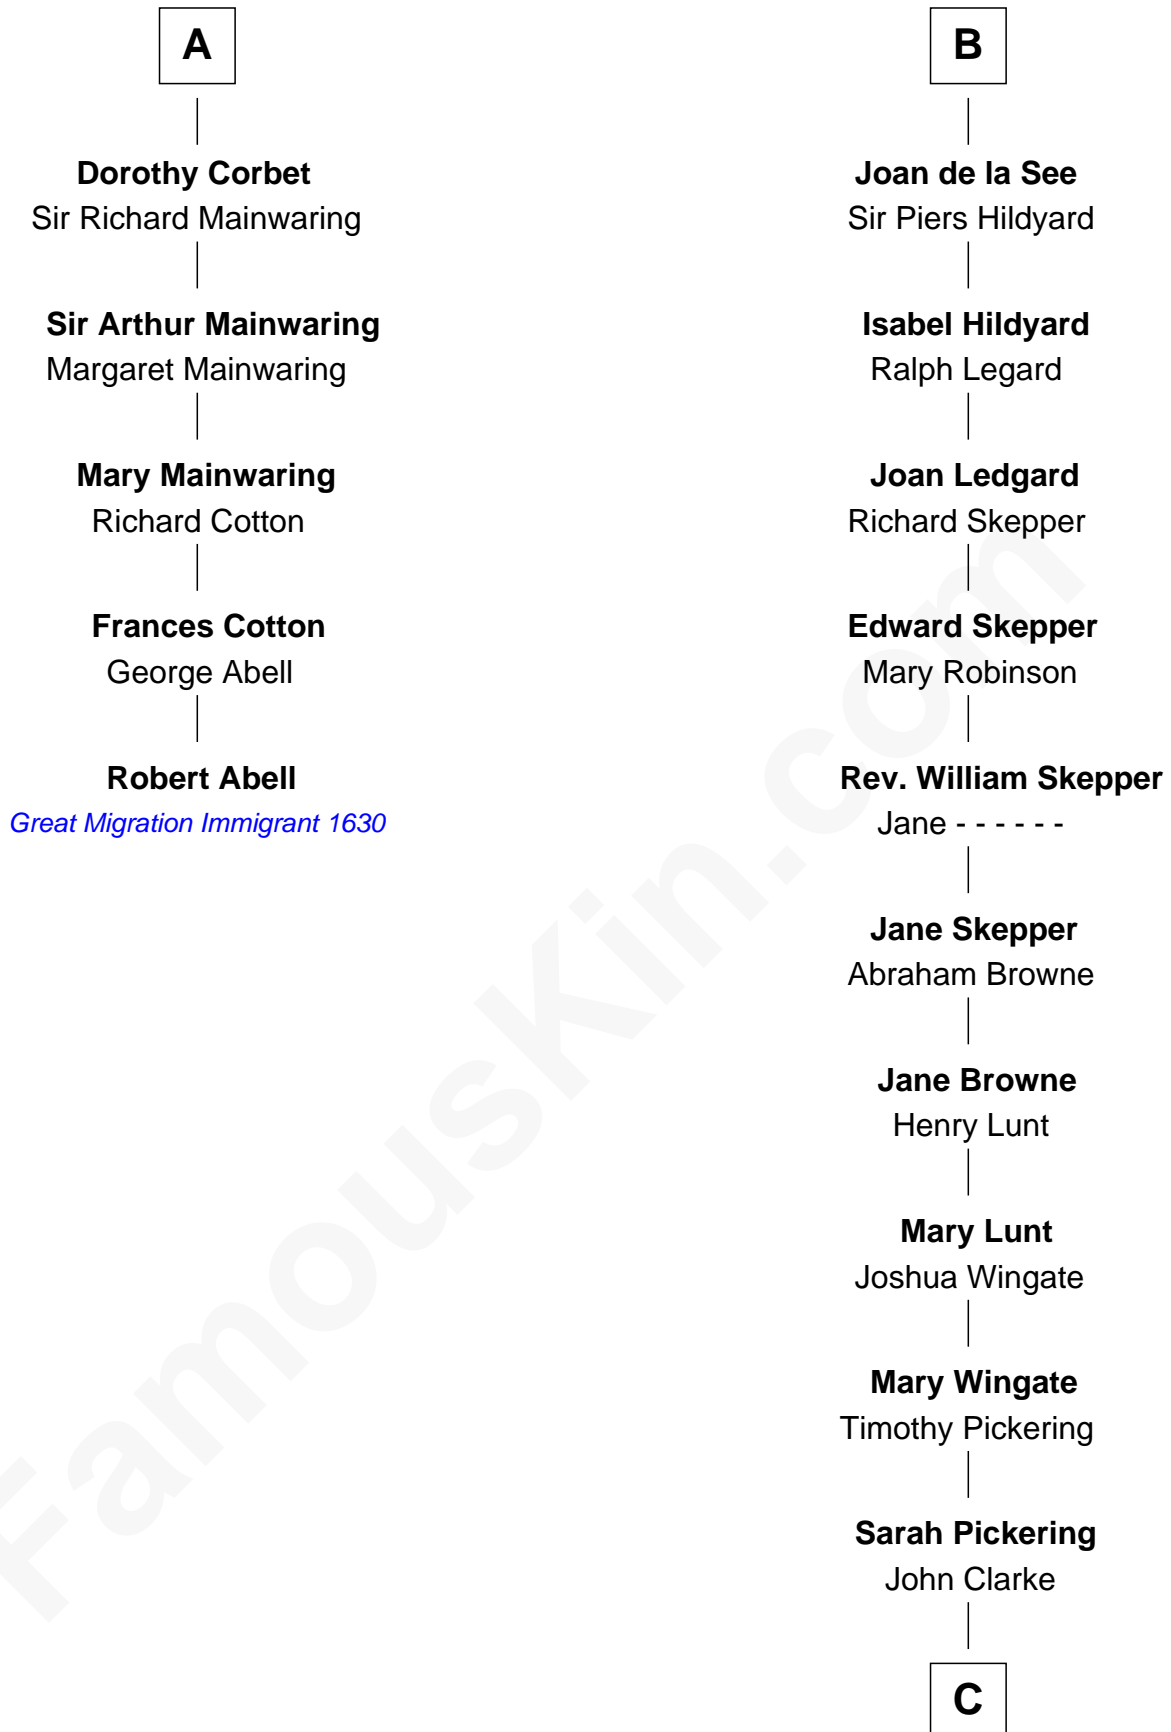 A
Dorothy Corbet
Sir Richard Mainwaring
Sir Arthur Mainwaring
Margaret Mainwaring
Mary Mainwaring
Richard Cotton
Frances Cotton
George Abell
Robert Abell
Great Migration Immigrant 1630
B
Joan de la See
Sir Piers Hildyard
Isabel Hildyard
Ralph Legard
Joan Ledgard
Richard Skepper
Edward Skepper
Mary Robinson
Rev. William Skepper
Jane - - - - - -
Jane Skepper
Abraham Browne
Jane Browne
Henry Lunt
Mary Lunt
Joshua Wingate
Mary Wingate
Timothy Pickering
Sarah Pickering
John Clarke
C
FamousKin.com